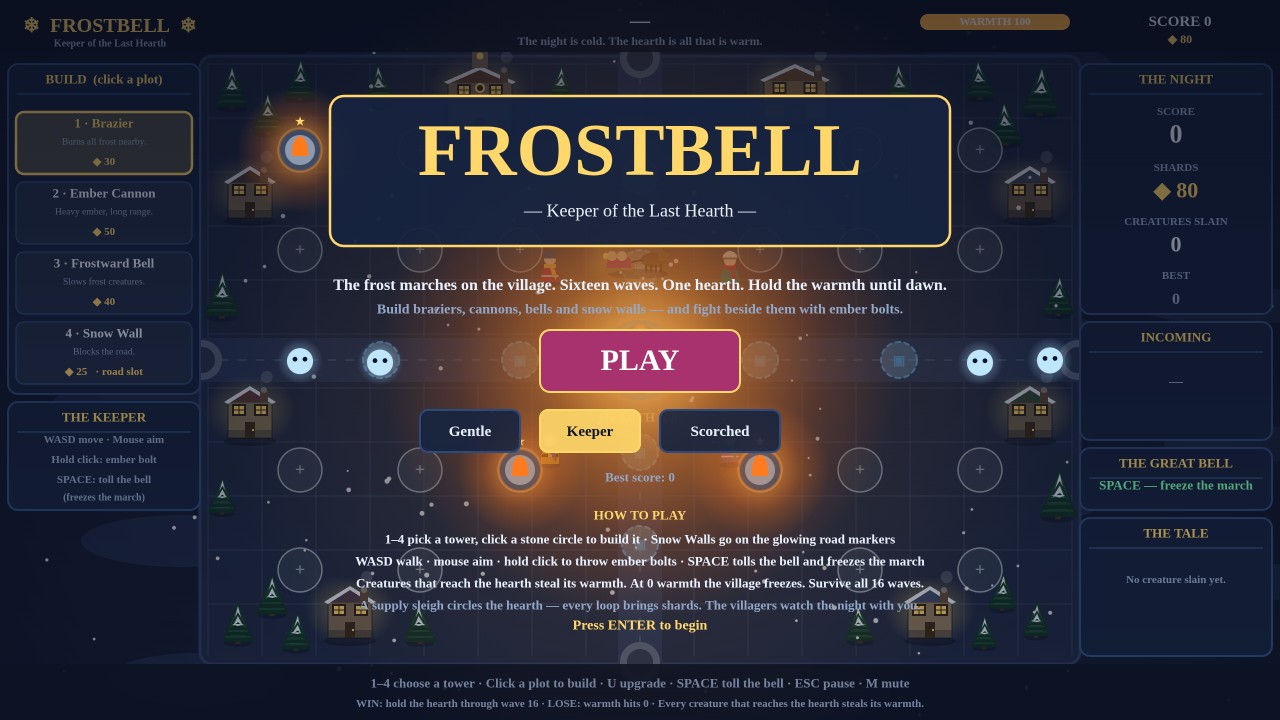 ❄ FROSTBELL ❄
Keeper of the Last Hearth
—
The night is cold. The hearth is all that is warm.
WARMTH 100
SCORE 0
◆ 80
BUILD (click a plot)
1 · Brazier
Burns all frost nearby.
◆ 30
2 · Ember Cannon
Heavy ember, long range.
◆ 50
3 · Frostward Bell
Slows frost creatures.
◆ 40
4 · Snow Wall
Blocks the road.
◆ 25 · road slot
THE KEEPER
WASD move · Mouse aim
Hold click: ember bolt
SPACE: toll the bell
(freezes the march)
FROSTBELL
— Keeper of the Last Hearth —
The frost marches on the village. Sixteen waves. One hearth. Hold the warmth until dawn.
Build braziers, cannons, bells and snow walls — and fight beside them with ember bolts.
PLAY
Gentle
Keeper
Scorched
Best score: 0
HOW TO PLAY
1–4 pick a tower, click a stone circle to build it · Snow Walls go on the glowing road markers
WASD walk · mouse aim · hold click to throw ember bolts · SPACE tolls the bell and freezes the march
Creatures that reach the hearth steal its warmth. At 0 warmth the village freezes. Survive all 16 waves.
A supply sleigh circles the hearth — every loop brings shards. The villagers watch the night with you.
Press ENTER to begin
THE NIGHT
SCORE
0
SHARDS
◆ 80
CREATURES SLAIN
0
BEST
0
INCOMING
—
THE GREAT BELL
SPACE — freeze the march
THE TALE
No creature slain yet.
1–4 choose a tower · Click a plot to build · U upgrade · SPACE toll the bell · ESC pause · M mute
WIN: hold the hearth through wave 16 · LOSE: warmth hits 0 · Every creature that reaches the hearth steals its warmth.